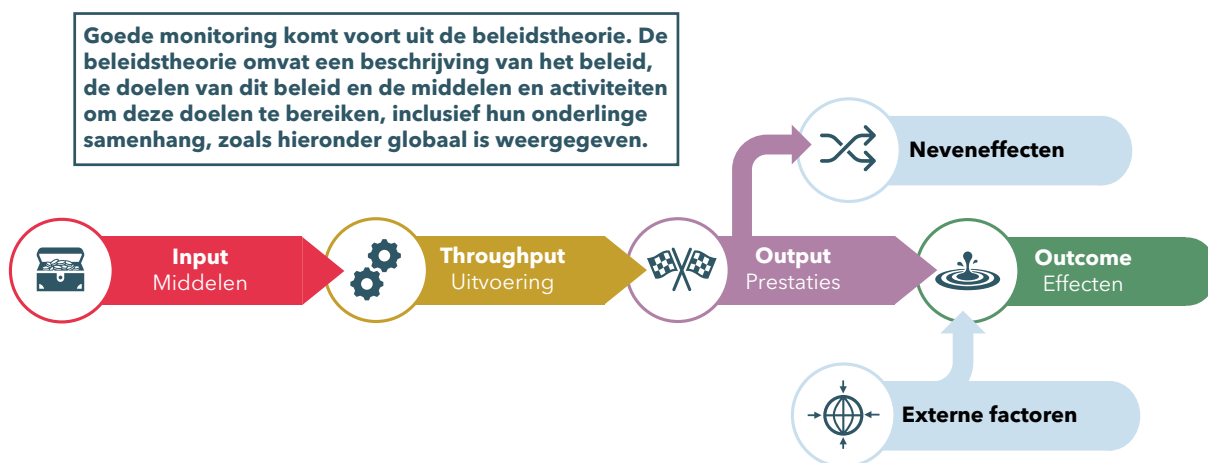 Goede monitoring komt voort uit de beleidstheorie. De
beleidstheorie omvat een beschrijving van het beleid,
de doelen van dit beleid en de middelen en activiteiten
om deze doelen te bereiken, inclusief hun onderlinge
samenhang, zoals hieronder globaal is weergegeven.
Neveneffecten
Input
Middelen
Throughput
Uitvoering
Output
Prestaties
Outcome
Effecten
Externe factoren